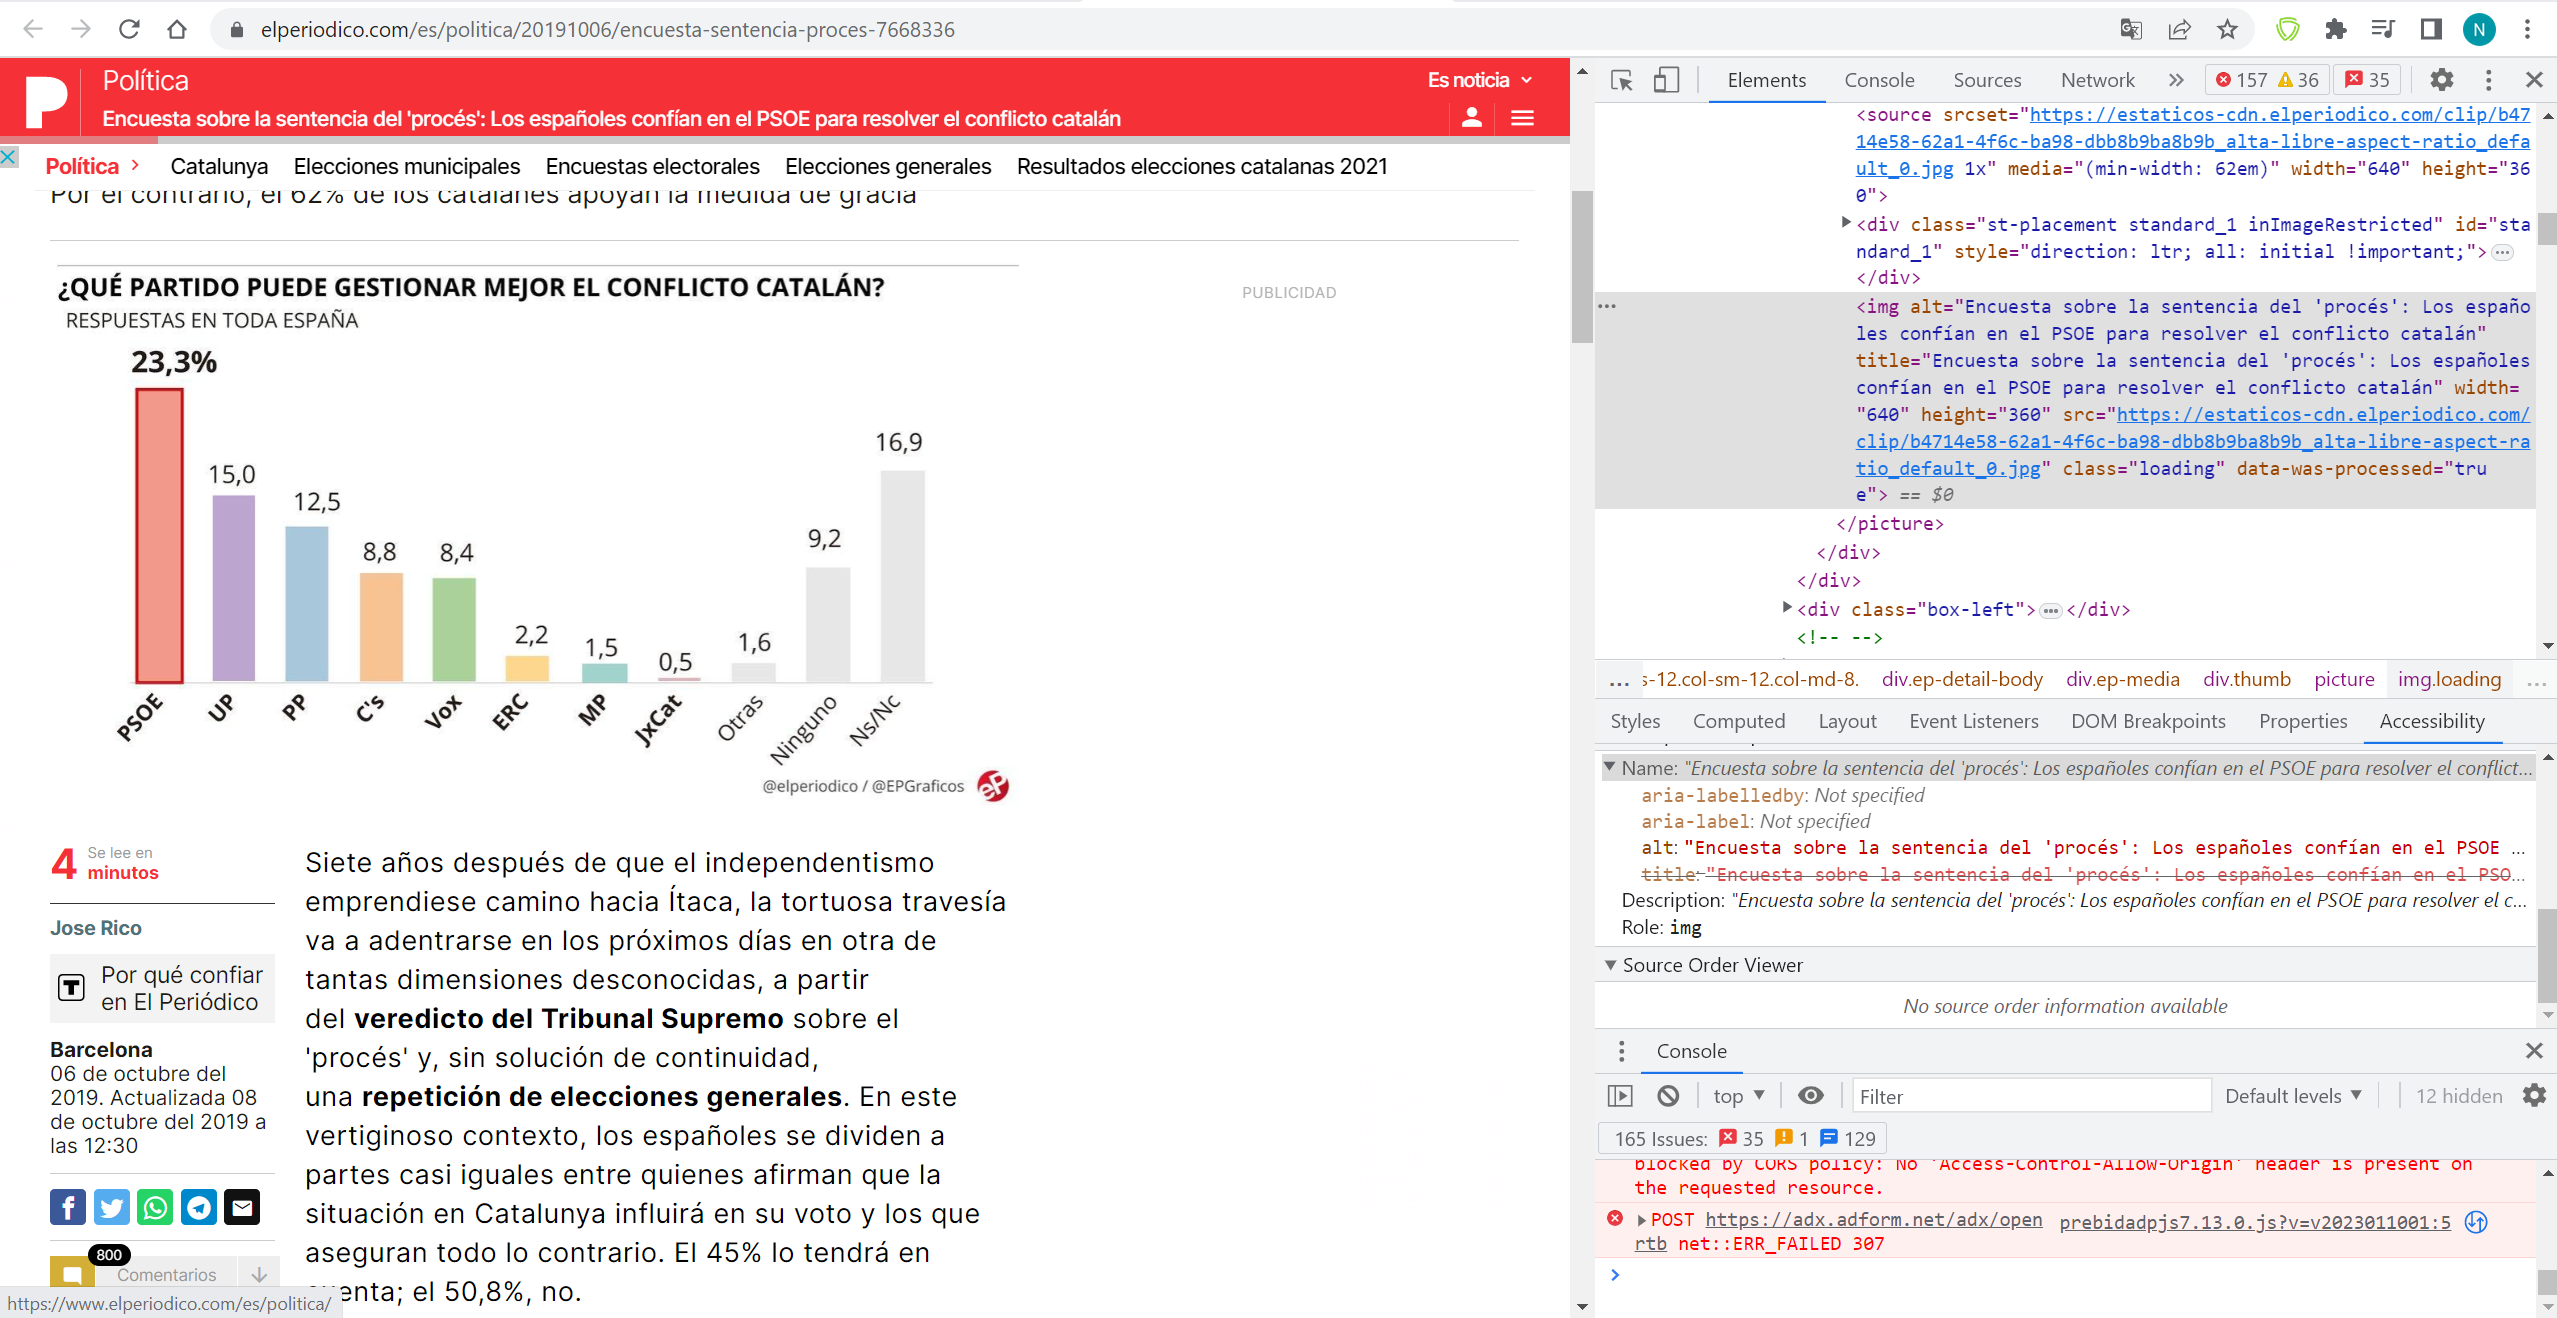 elperiodico.com/es/politica/20191006/encuesta-sentencia-proces-7668336
N
Política
Encuesta sobre la sentencia del 'procés': Los españoles confían en el PSOE para resolver el conflicto catalán
Es noticia
Política > Catalunya Elecciones municipales Encuestas electorales Elecciones generales Resultados elecciones catalanas 2021
Por el contrario, el 62% de los catalanes apoyan la medida de gracia
¿QUÉ PARTIDO PUEDE GESTIONAR MEJOR EL CONFLICTO CATALÁN?
RESPUESTAS EN TODA ESPAÑA
23,3%
15,0
12,5
8,8
8,4
2,2
1,5
0,5
1,6
9,2
16,9
PSOE
UP
PP
C's
Vox
ERC
MP
JxCat
Otras
Ninguno
Ns/Nc
@elperiodico / @EPGraficos
eP
PUBLICIDAD
4 Se lee en
minutos
Jose Rico
T Por qué confiar
en El Periódico
Barcelona
06 de octubre del
2019. Actualizada 08
de octubre del 2019 a
las 12:30
800
Comentarios
https://www.elperiodico.com/es/politica/
Siete años después de que el independentismo
emprendiese camino hacia Ítaca, la tortuosa travesía
va a adentrarse en los próximos días en otra de
tantas dimensiones desconocidas, a partir
del veredicto del Tribunal Supremo sobre el
'procés' y, sin solución de continuidad,
una repetición de elecciones generales. En este
vertiginoso contexto, los españoles se dividen a
partes casi iguales entre quienes afirman que la
situación en Catalunya influirá en su voto y los que
aseguran todo lo contrario. El 45% lo tendrá en
enta; el 50,8%, no.
Elements Console Sources Network » 157 36 35
<source srcset="https://estaticos-cdn.elperiodico.com/clip/b47
14e58-62a1-4f6c-ba98-dbb8b9ba8b9b_alta-libre-aspect-ratio_defa
ult_0.jpg 1x" media="(min-width: 62em)" width="640" height="36
0">
<div class="st-placement standard_1 inImageRestricted" id="sta
ndard_1" style="direction: ltr; all: initial !important;">…
</div>
<img alt="Encuesta sobre la sentencia del 'procés': Los españo
les confían en el PSOE para resolver el conflicto catalán"
title="Encuesta sobre la sentencia del 'procés': Los españoles
confían en el PSOE para resolver el conflicto catalán" width=
"640" height="360" src="https://estaticos-cdn.elperiodico.com/
clip/b4714e58-62a1-4f6c-ba98-dbb8b9ba8b9b_alta-libre-aspect-ra
tio_default_0.jpg" class="loading" data-was-processed="tru
e"> == $0
</picture>
</div>
</div>
<div class="box-left">…</div>
<!-- -->
… s-12.col-sm-12.col-md-8. div.ep-detail-body div.ep-media div.thumb picture img.loading …
Styles Computed Layout Event Listeners DOM Breakpoints Properties Accessibility
Name: "Encuesta sobre la sentencia del 'procés': Los españoles confían en el PSOE para resolver el conflict...
aria-labelledby: Not specified
aria-label: Not specified
alt: "Encuesta sobre la sentencia del 'procés': Los españoles confían en el PSOE ...
title: "Encuesta sobre la sentencia del 'procés': Los españoles confían en el PSO...
Description: "Encuesta sobre la sentencia del 'procés': Los españoles confían en el PSOE para resolver el c...
Role: img
Source Order Viewer
No source order information available
Console
top Filter Default levels 12 hidden
165 Issues: 35 1 129
blocked by CORS policy: No 'Access-Control-Allow-Origin' header is present on
the requested resource.
POST https://adx.adform.net/adx/open prebidadpjs7.13.0.js?v=v2023011001:5
rtb net::ERR_FAILED 307